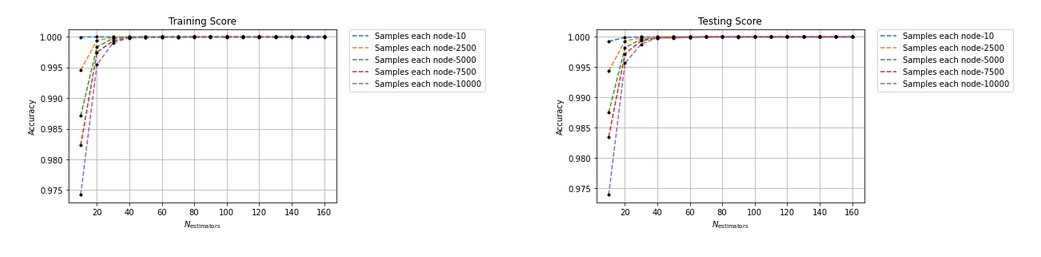 Training Score
1.000
0.995
0.990
0.985
0.980
0.975
Accuracy
20 40 60 80 100 120 140 160
Nestimators
Samples each node-10
Samples each node-2500
Samples each node-5000
Samples each node-7500
Samples each node-10000
Testing Score
1.000
0.995
0.990
0.985
0.980
0.975
Accuracy
20 40 60 80 100 120 140 160
Nestimators
Samples each node-10
Samples each node-2500
Samples each node-5000
Samples each node-7500
Samples each node-10000